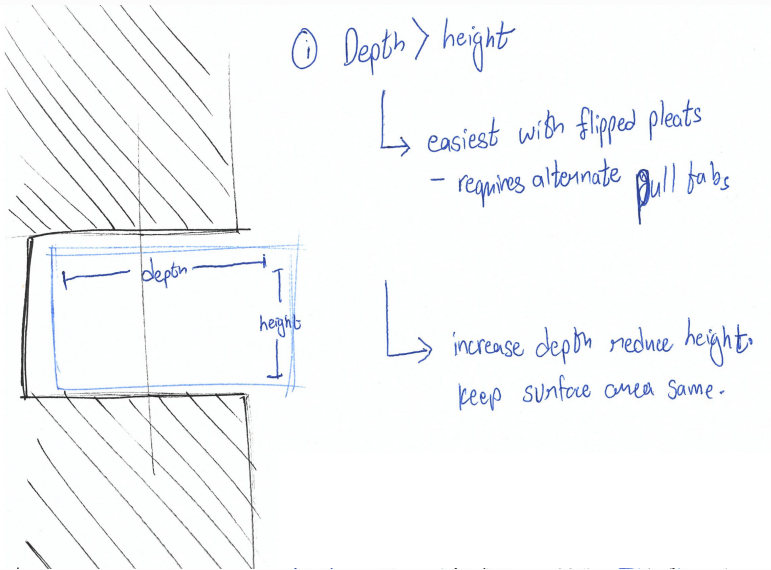 ① Depth > height
easiest with flipped pleats
- requires alternate pull tabs
depth
height
increase depth reduce height.
keep surface area same.